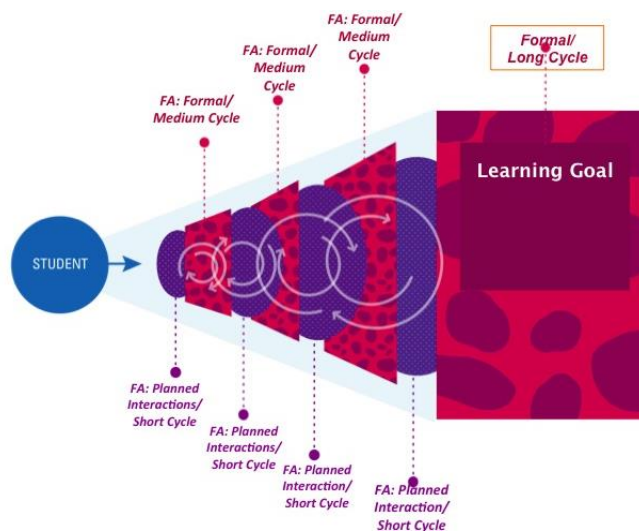 FA: Formal/
Medium
Cycle
Formal/
Long Cycle
FA: Formal/
Medium
Cycle
FA: Formal/
Medium Cycle
Learning Goal
STUDENT
FA: Planned
Interactions/
Short Cycle
FA: Planned
Interactions/
Short Cycle
FA: Planned
Interaction/
Short Cycle
FA: Planned
Interaction/
Short Cycle